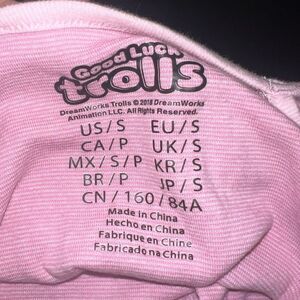 Good Luck
trolls
DreamWorks Trolls © 2018 DreamWorks
Animation LLC. All Rights Reserved.
US/S EU/S
CA/P UK/S
MX/S/P KR/S
BR/P JP/S
CN/160/84A
Made in China
Hecho en China
Fabriqué en Chine
Fabricado na China